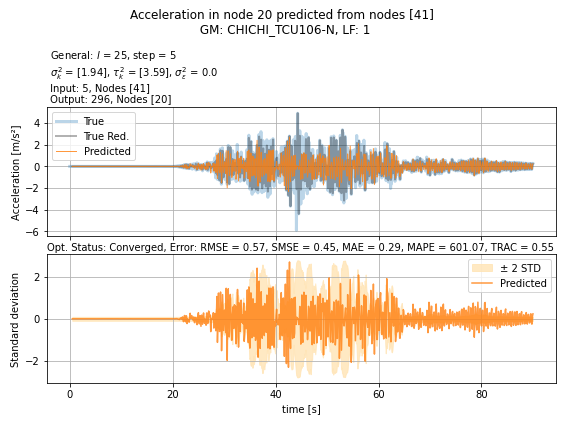 Acceleration in node 20 predicted from nodes [41]
GM: CHICHI_TCU106-N, LF: 1
General: l = 25, step = 5
σ²ₖ = [1.94], τ²ₖ = [3.59], σ²ε = 0.0
Input: 5, Nodes [41]
Output: 296, Nodes [20]
True
True Red.
Predicted
4
2
0
−2
−4
−6
Acceleration [m/s²]
Opt. Status: Converged, Error: RMSE = 0.57, SMSE = 0.45, MAE = 0.29, MAPE = 601.07, TRAC = 0.55
± 2 STD
Predicted
2
0
−2
Standard deviation
0 20 40 60 80
time [s]